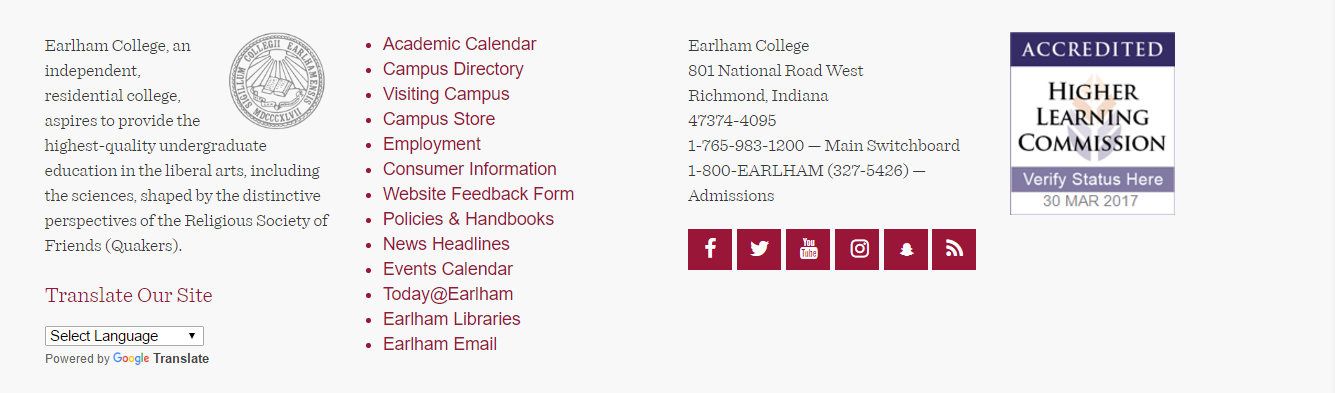 Earlham College, an
independent,
residential college,
aspires to provide the
highest-quality undergraduate
education in the liberal arts, including
the sciences, shaped by the distinctive
perspectives of the Religious Society of
Friends (Quakers).
SIGILLUM COLLEGII EARLHAMENSIS
MDCCCXLVII
Translate Our Site
Select Language
Powered by Google Translate
Academic Calendar
Campus Directory
Visiting Campus
Campus Store
Employment
Consumer Information
Website Feedback Form
Policies & Handbooks
News Headlines
Events Calendar
Today@Earlham
Earlham Libraries
Earlham Email
Earlham College
801 National Road West
Richmond, Indiana
47374-4095
1-765-983-1200 — Main Switchboard
1-800-EARLHAM (327-5426) —
Admissions
You
Tube
ACCREDITED
HIGHER
LEARNING
COMMISSION
Verify Status Here
30 MAR 2017